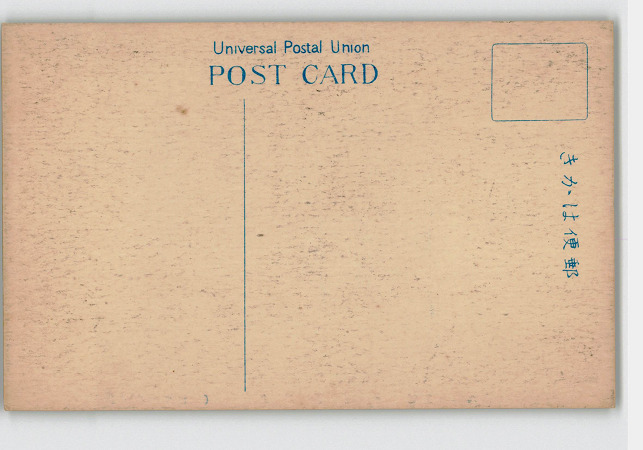 Universal Postal Union
POST CARD
郵便はかき